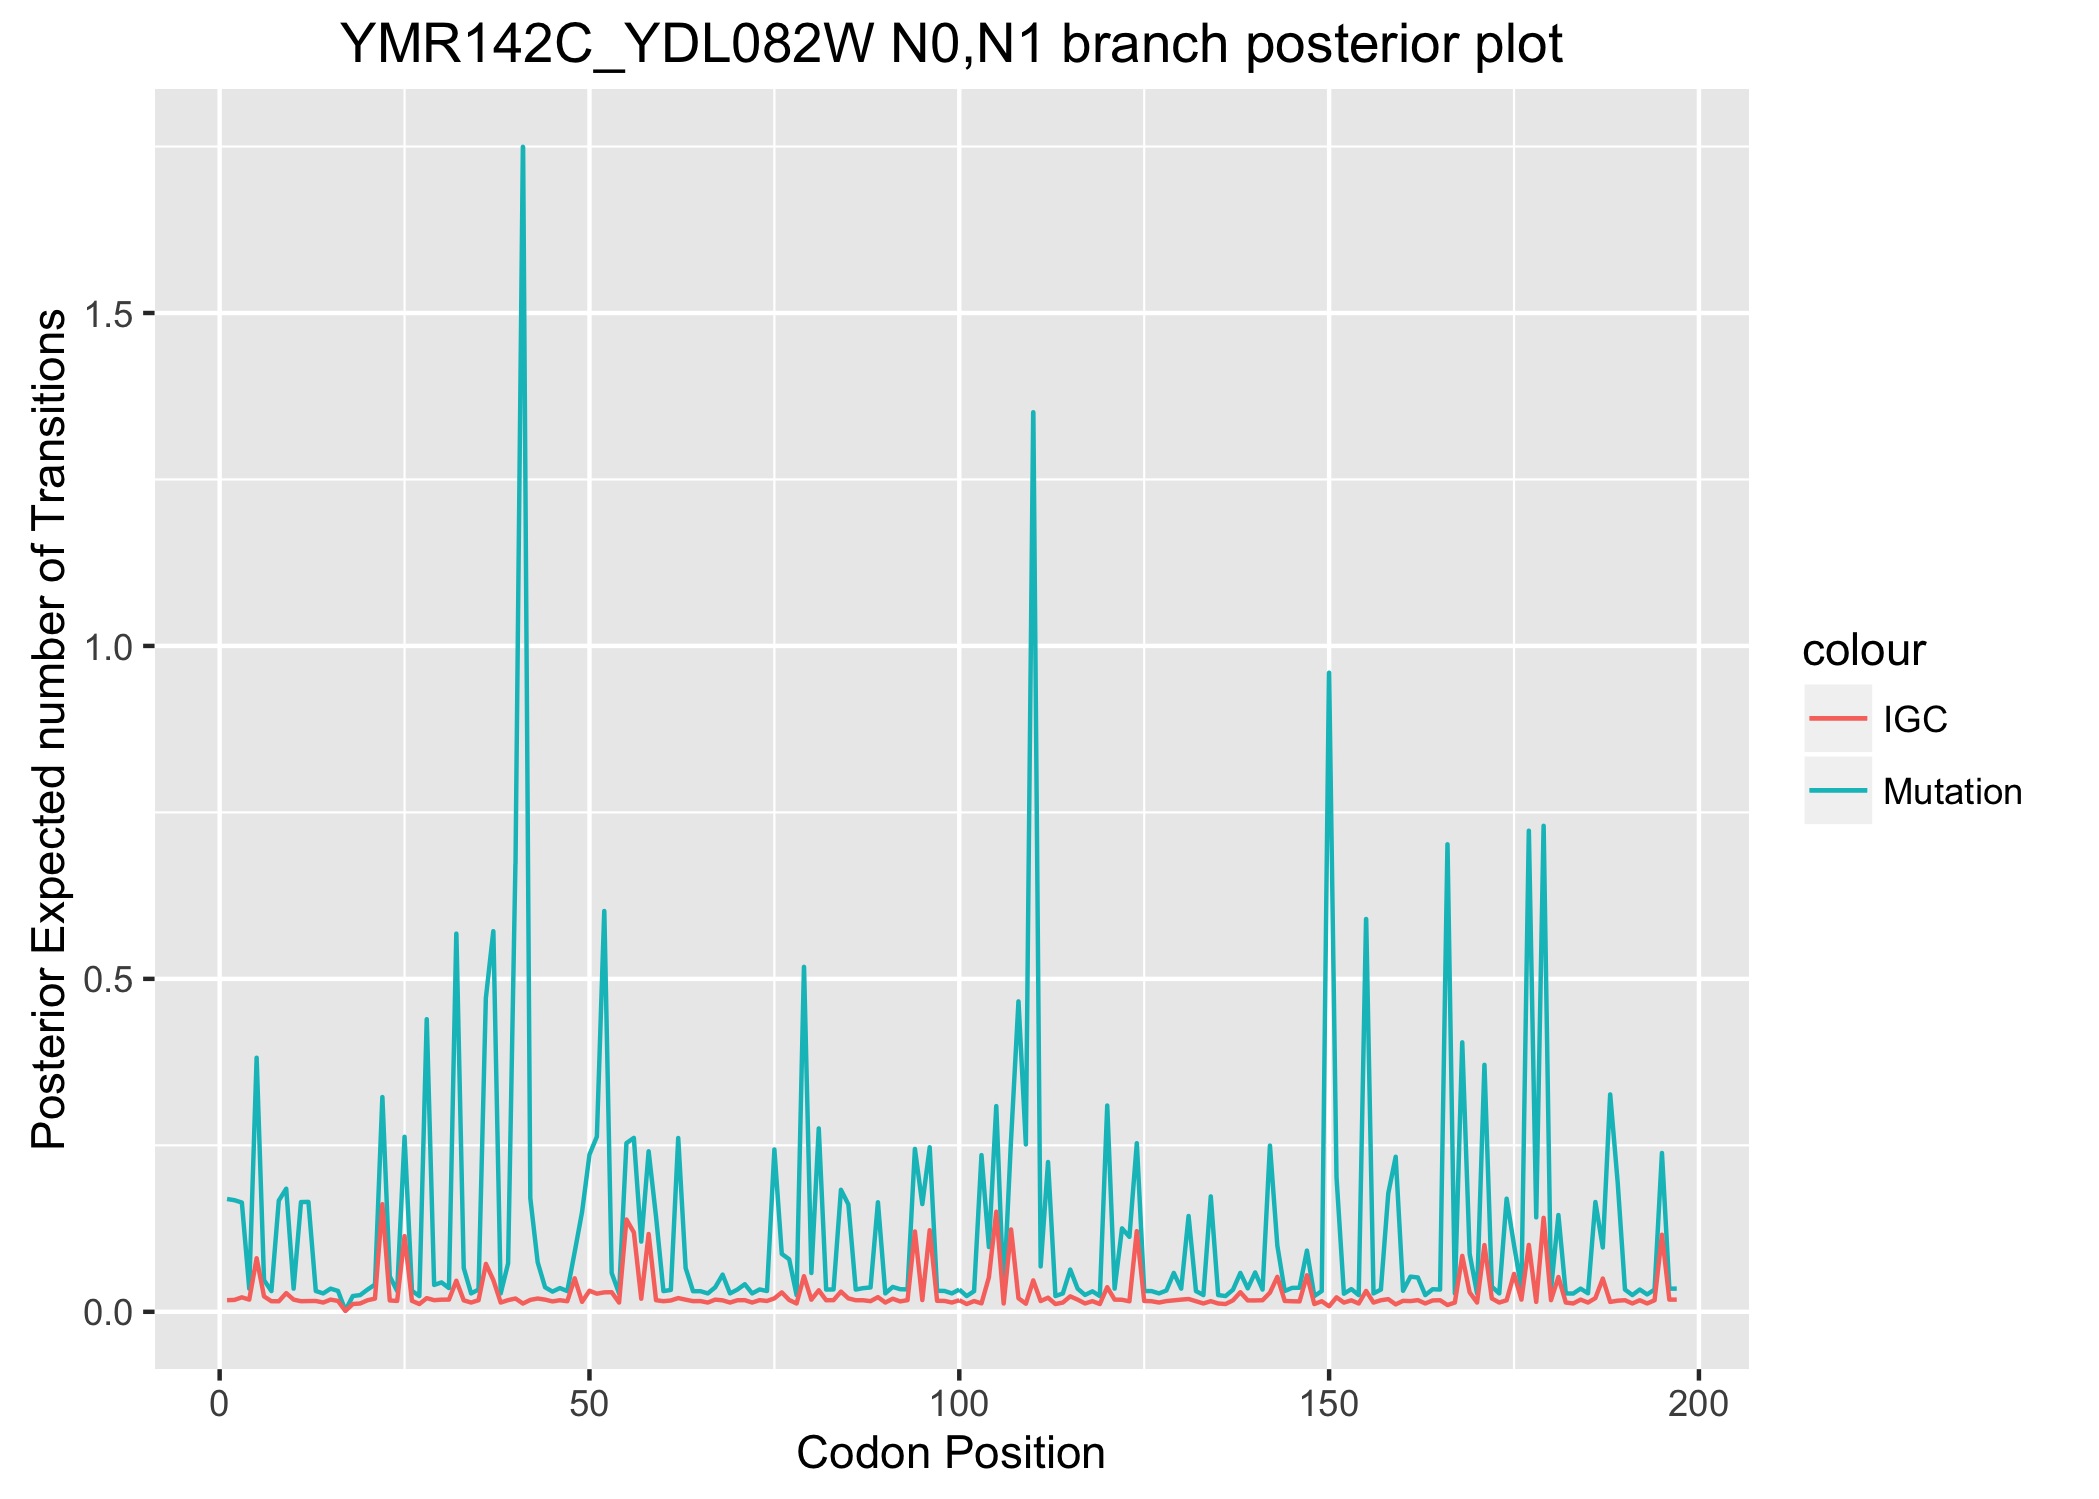 YMR142C_YDL082W N0,N1 branch posterior plot
Posterior Expected number of Transitions
1.5
1.0
0.5
0.0
0 50 100 150 200
Codon Position
colour
IGC
Mutation